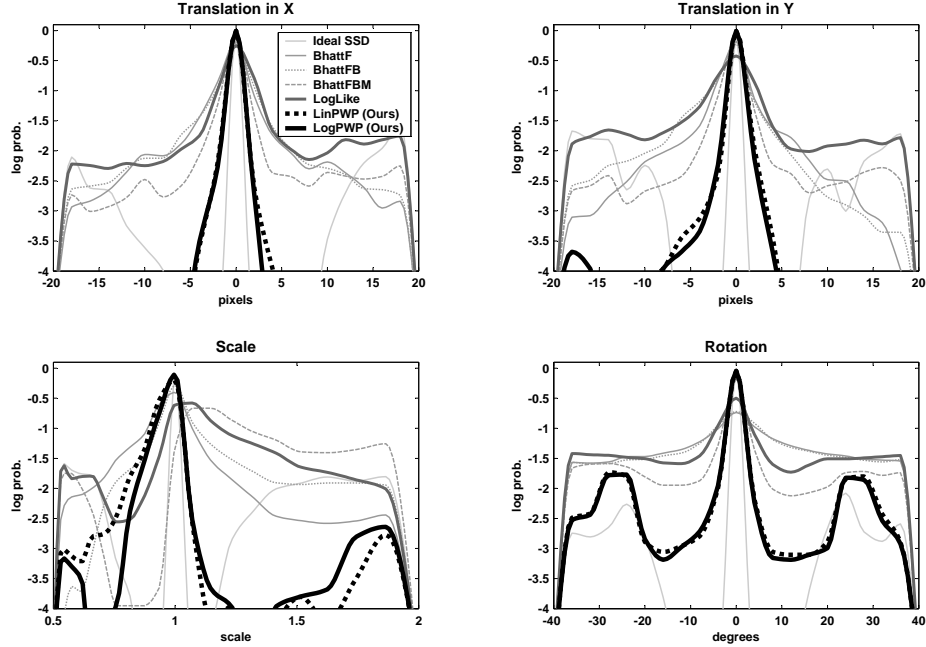 Translation in X
0
-0.5
-1
-1.5
-2
-2.5
-3
-3.5
-4
log prob.
-20 -15 -10 -5 0 5 10 15 20
pixels
Ideal SSD
BhattF
BhattFB
BhattFBM
LogLike
LinPWP (Ours)
LogPWP (Ours)
Translation in Y
0
-0.5
-1
-1.5
-2
-2.5
-3
-3.5
-4
log prob.
-20 -15 -10 -5 0 5 10 15 20
pixels
Scale
0
-0.5
-1
-1.5
-2
-2.5
-3
-3.5
-4
log prob.
0.5 1 1.5 2
scale
Rotation
0
-0.5
-1
-1.5
-2
-2.5
-3
-3.5
-4
log prob.
-40 -30 -20 -10 0 10 20 30 40
degrees